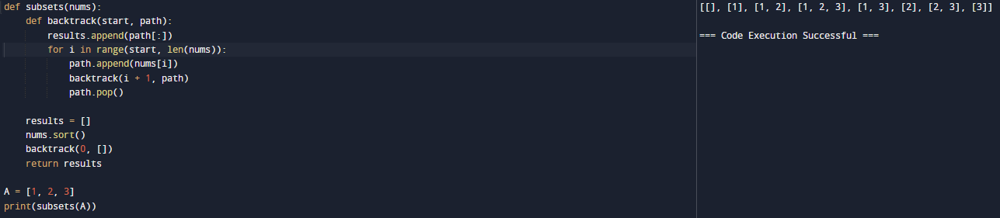 def subsets(nums):
    def backtrack(start, path):
        results.append(path[:])
        for i in range(start, len(nums)):
            path.append(nums[i])
            backtrack(i + 1, path)
            path.pop()

    results = []
    nums.sort()
    backtrack(0, [])
    return results

A = [1, 2, 3]
print(subsets(A))
[[], [1], [1, 2], [1, 2, 3], [1, 3], [2], [2, 3], [3]]

=== Code Execution Successful ===